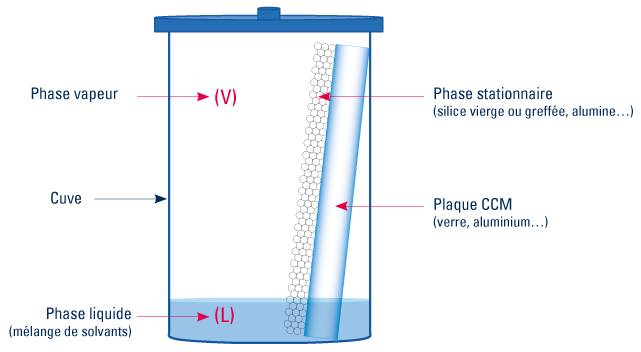 Phase vapeur
(V)
Phase stationnaire
(silice vierge ou greffée, alumine…)
Cuve
Plaque CCM
(verre, aluminium…)
Phase liquide
(mélange de solvants)
(L)